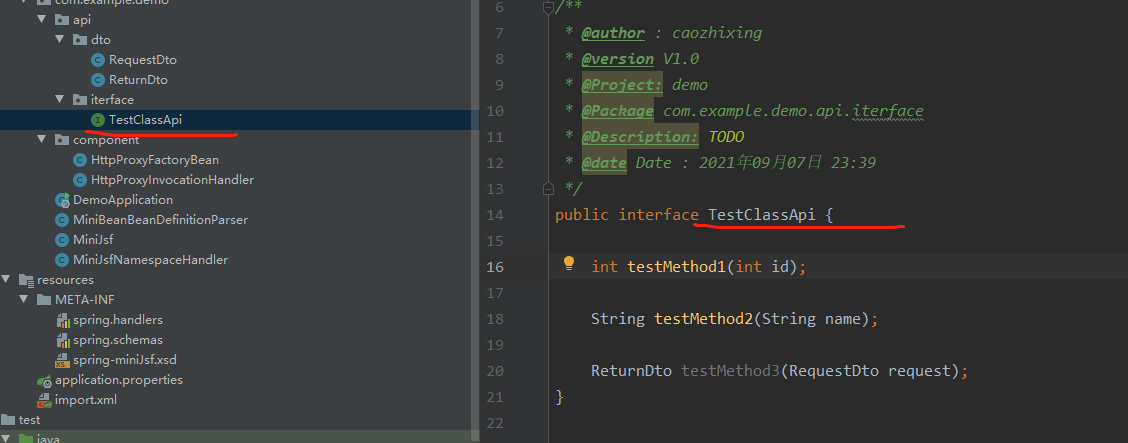 com.example.demo
api
dto
RequestDto
ReturnDto
iterface
TestClassApi
component
HttpProxyFactoryBean
HttpProxyInvocationHandler
DemoApplication
MiniBeanBeanDefinitionParser
MiniJsf
MiniJsfNamespaceHandler
resources
META-INF
spring.handlers
spring.schemas
spring-miniJsf.xsd
application.properties
import.xml
test
java
6 /**
7 * @author : caozhixing
8 * @version V1.0
9 * @Project: demo
10 * @Package com.example.demo.api.iterface
11 * @Description: TODO
12 * @date Date : 2021年09月07日 23:39
13 */
14 public interface TestClassApi {
15
16 int testMethod1(int id);
17
18 String testMethod2(String name);
19
20 ReturnDto testMethod3(RequestDto request);
21 }
22